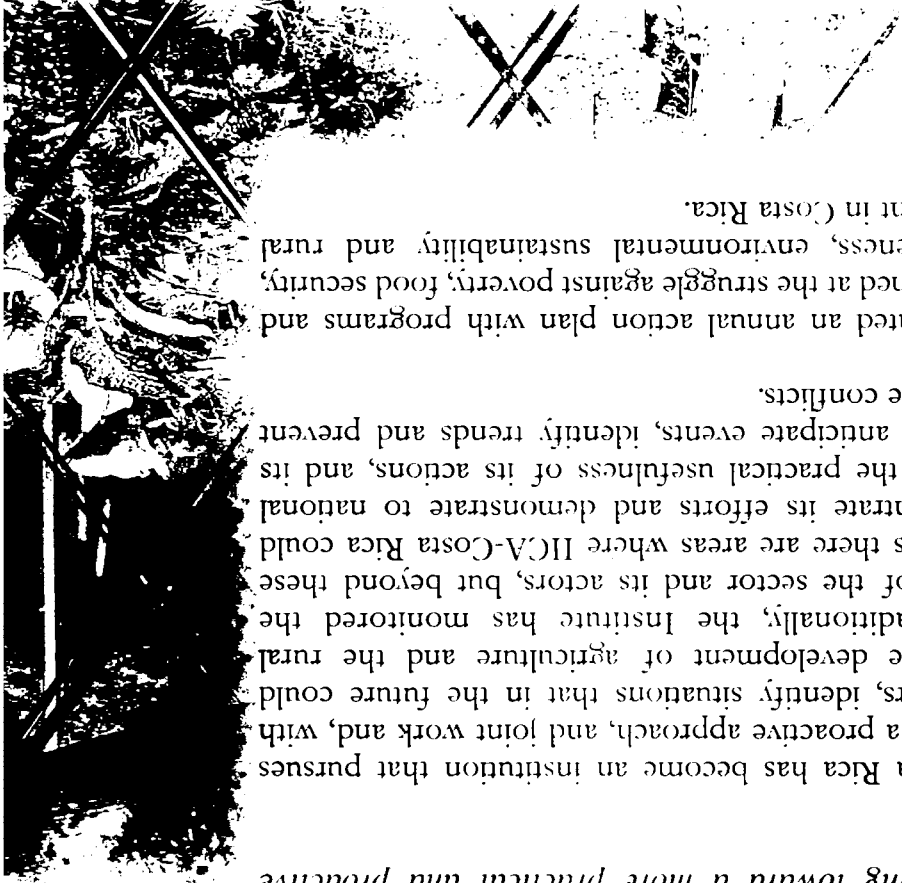 ing toward a more practical and productive
a Rica has become an institution that pursues
a proactive approach, and joint work and, with
rs, identify situations that in the future could
e development of agriculture and the rural
aditionally, the Institute has monitored the
of the sector and its actors, but beyond these
s there are areas where IICA-Costa Rica could
ntrate its efforts and demonstrate to national
the practical usefulness of its actions, and its
anticipate events, identify trends and prevent
e conflicts.
ated an annual action plan with programs and
ned at the struggle against poverty, food security,
eness, environmental sustainability and rural
nt in Costa Rica.